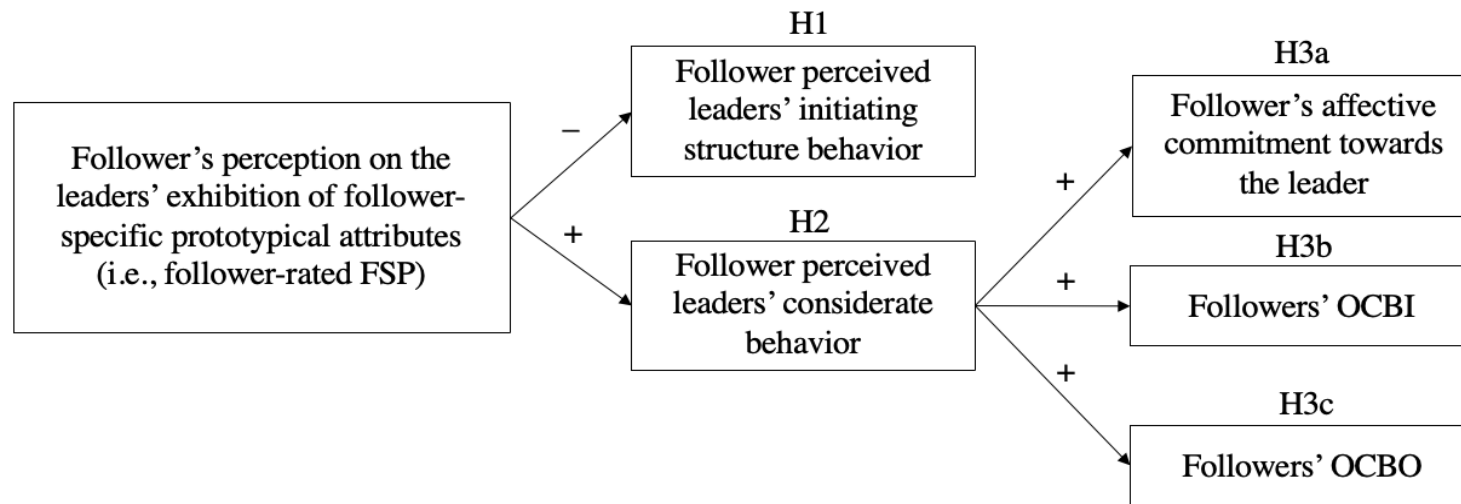 Follower’s perception on the
leaders’ exhibition of follower-
specific prototypical attributes
(i.e., follower-rated FSP)
–
+
H1
Follower perceived
leaders’ initiating
structure behavior
H2
Follower perceived
leaders’ considerate
behavior
+
+
+
H3a
Follower’s affective
commitment towards
the leader
H3b
Followers’ OCBI
H3c
Followers’ OCBO